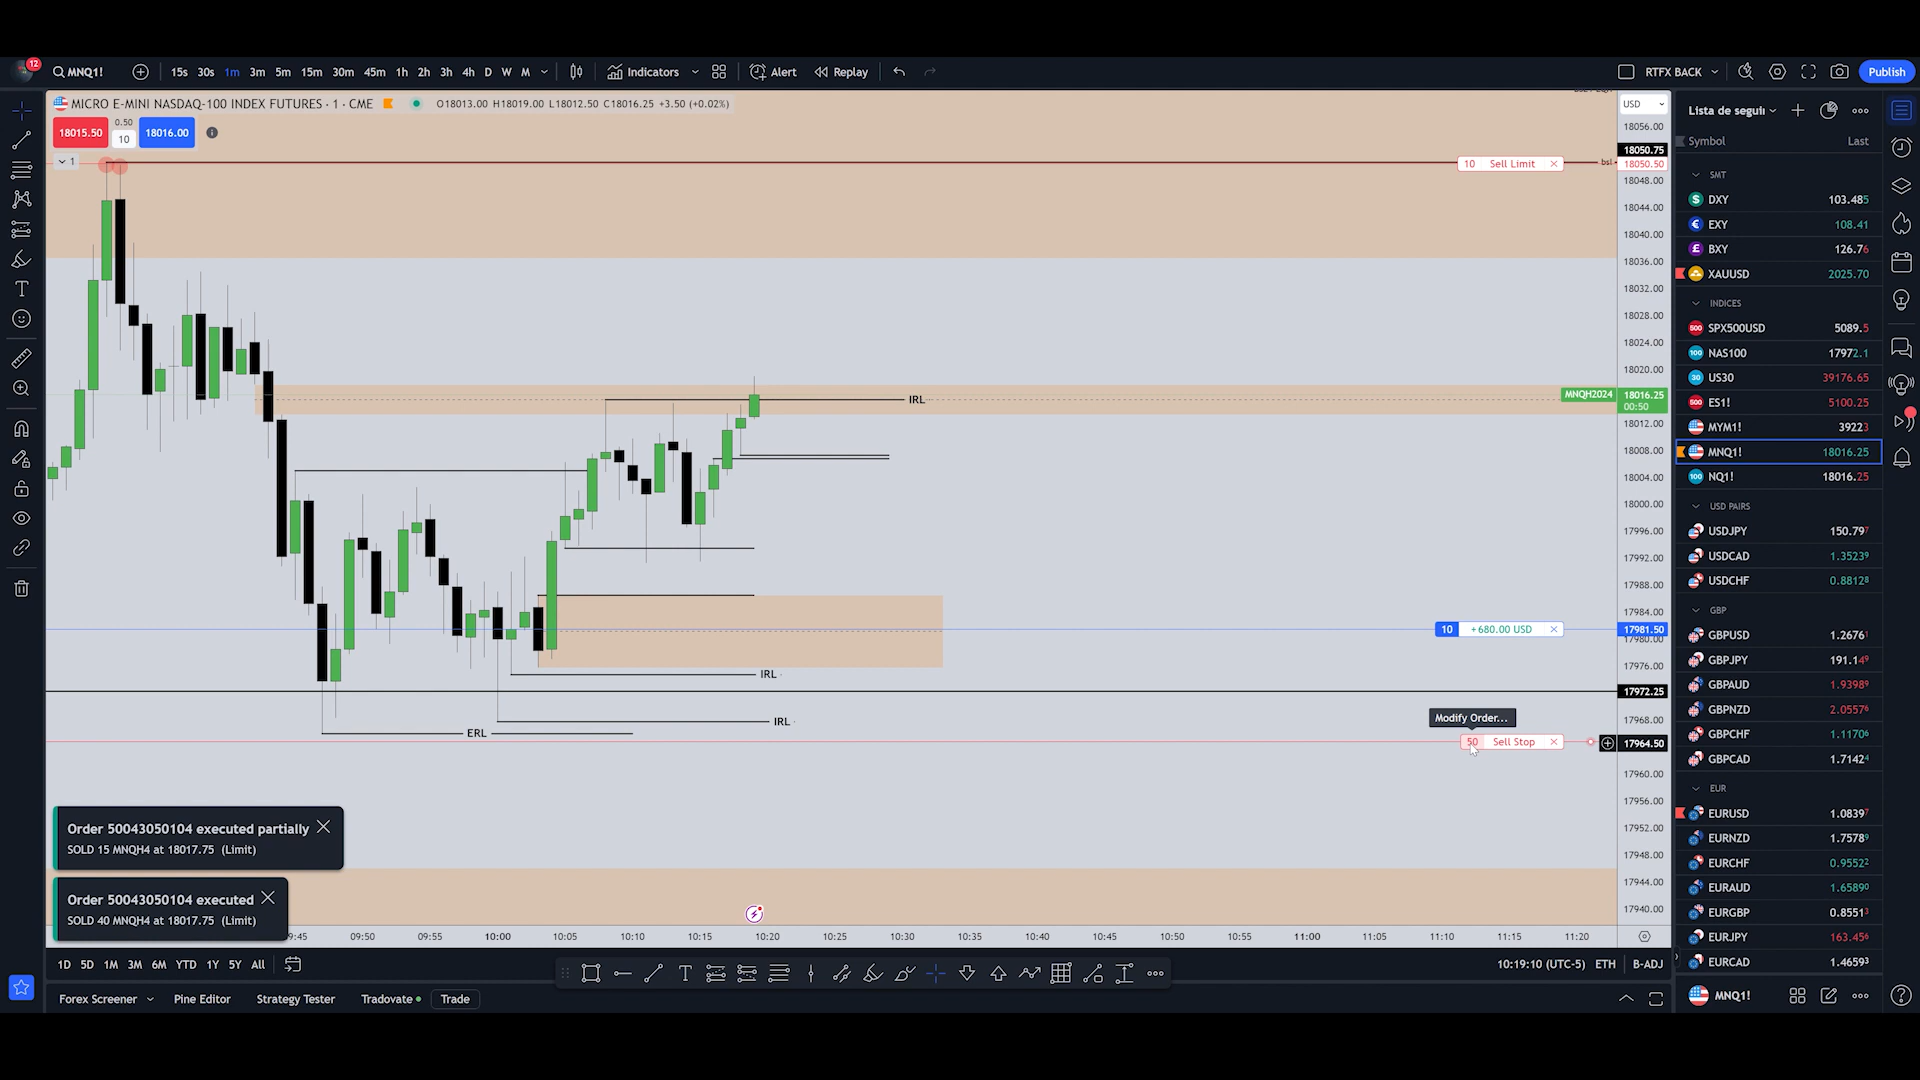 12
MNQ1!
15s 30s 1m 3m 5m 15m 30m 45m 1h 2h 3h 4h D W M
Indicators
Alert
Replay
RTFX BACK
Publish
MICRO E-MINI NASDAQ-100 INDEX FUTURES · 1 · CME
O18013.00 H18019.00 L18012.50 C18016.25 +3.50 (+0.02%)
18015.50
0.50
10
18016.00
1
USD
18056.00
18050.75
18050.50
18048.00
18044.00
18040.00
18036.00
18032.00
18028.00
18024.00
18020.00
18016.25
00:50
18012.00
18008.00
18004.00
18000.00
17996.00
17992.00
17988.00
17984.00
17981.50
17980.00
17976.00
17972.25
17968.00
17964.50
17960.00
17956.00
17952.00
17948.00
17944.00
17940.00
10 Sell Limit
bsl
IRL
MNQH2024
10 +680.00 USD
IRL
IRL
ERL
Modify Order...
50 Sell Stop
Order 50043050104 executed partially
SOLD 15 MNQH4 at 18017.75 (Limit)
Order 50043050104 executed
SOLD 40 MNQH4 at 18017.75 (Limit)
9:45 09:50 09:55 10:00 10:05 10:10 10:15 10:20 10:25 10:30 10:35 10:40 10:45 10:50 10:55 11:00 11:05 11:10 11:15 11:20
1D 5D 1M 3M 6M YTD 1Y 5Y All
10:19:10 (UTC-5) ETH B-ADJ
Forex Screener Pine Editor Strategy Tester Tradovate Trade
Lista de segui
Symbol Last
SMT
DXY 103.485
EXY 108.41
BXY 126.76
XAUUSD 2025.70
INDICES
SPX500USD 5089.5
NAS100 17972.1
US30 39176.65
ES1! 5100.25
MYM1! 39223
MNQ1! 18016.25
NQ1! 18016.25
USD PAIRS
USDJPY 150.797
USDCAD 1.35239
USDCHF 0.88128
GBP
GBPUSD 1.26761
GBPJPY 191.149
GBPAUD 1.93989
GBPNZD 2.05576
GBPCHF 1.11706
GBPCAD 1.71424
EUR
EURUSD 1.08397
EURNZD 1.75789
EURCHF 0.95522
EURAUD 1.65890
EURGBP 0.85513
EURJPY 163.456
EURCAD 1.46593
MNQ1!